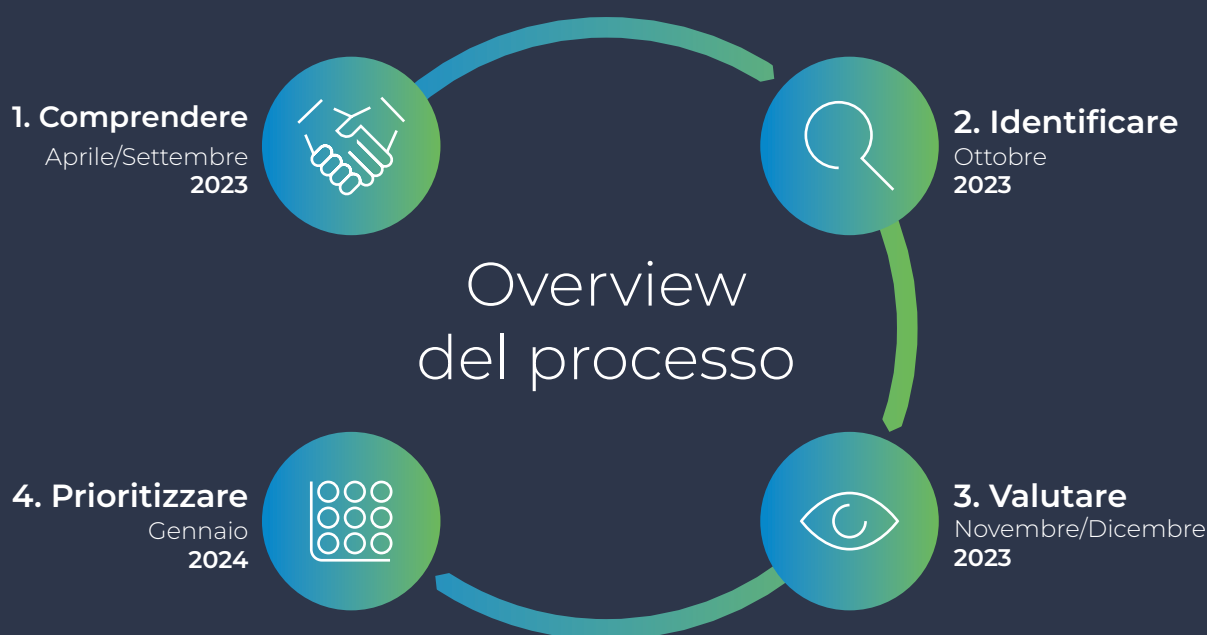 1. Comprendere
Aprile/Settembre
2023
2. Identificare
Ottobre
2023
Overview
del processo
4. Prioritizzare
Gennaio
2024
3. Valutare
Novembre/Dicembre
2023